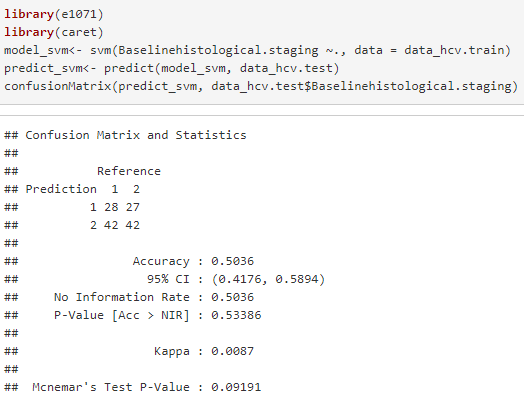 library(e1071)
library(caret)
model_svm<- svm(Baselinehistological.staging ~., data = data_hcv.train)
predict_svm<- predict(model_svm, data_hcv.test)
confusionMatrix(predict_svm, data_hcv.test$Baselinehistological.staging)
## Confusion Matrix and Statistics
##
##           Reference
## Prediction  1  2
##          1 28 27
##          2 42 42
##
##                Accuracy : 0.5036
##                  95% CI : (0.4176, 0.5894)
##     No Information Rate : 0.5036
##     P-Value [Acc > NIR] : 0.53386
##
##                   Kappa : 0.0087
##
##  Mcnemar's Test P-Value : 0.09191